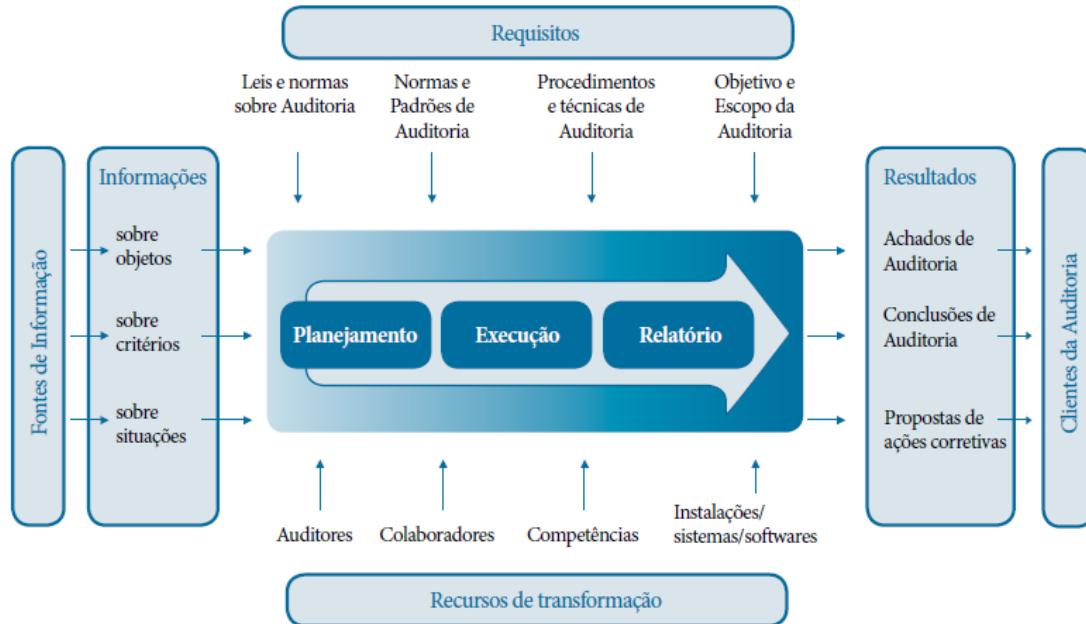 Requisitos
Leis e normas
sobre Auditoria
Normas e
Padrões de
Auditoria
Procedimentos
e técnicas de
Auditoria
Objetivo e
Escopo da
Auditoria
Fontes de Informação
Informações
sobre
objetos
sobre
critérios
sobre
situações
Planejamento
Execução
Relatório
Resultados
Achados de
Auditoria
Conclusões de
Auditoria
Propostas de
ações corretivas
Clientes da Auditoria
Auditores
Colaboradores
Competências
Instalações/
sistemas/softwares
Recursos de transformação